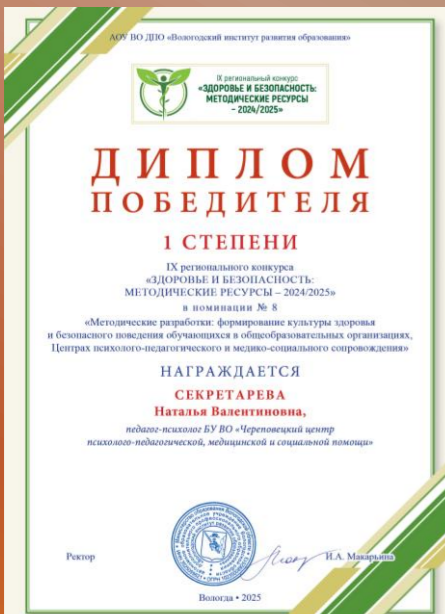 АОУ ВО ДПО «Вологодский институт развития образования»
IX региональный конкурс
«ЗДОРОВЬЕ И БЕЗОПАСНОСТЬ:
МЕТОДИЧЕСКИЕ РЕСУРСЫ
– 2024/2025»
ДИПЛОМ
ПОБЕДИТЕЛЯ
1 СТЕПЕНИ
IX регионального конкурса
«ЗДОРОВЬЕ И БЕЗОПАСНОСТЬ:
МЕТОДИЧЕСКИЕ РЕСУРСЫ – 2024/2025»
в номинации № 8
«Методические разработки: формирование культуры здоровья
и безопасного поведения обучающихся в общеобразовательных организациях,
Центрах психолого-педагогического и медико-социального сопровождения»
НАГРАЖДАЕТСЯ
СЕКРЕТАРЕВА
Наталья Валентиновна,
педагог-психолог БУ ВО «Череповецкий центр
психолого-педагогической, медицинской и социальной помощи»
Ректор
И.А. Макарьина
Вологда • 2025